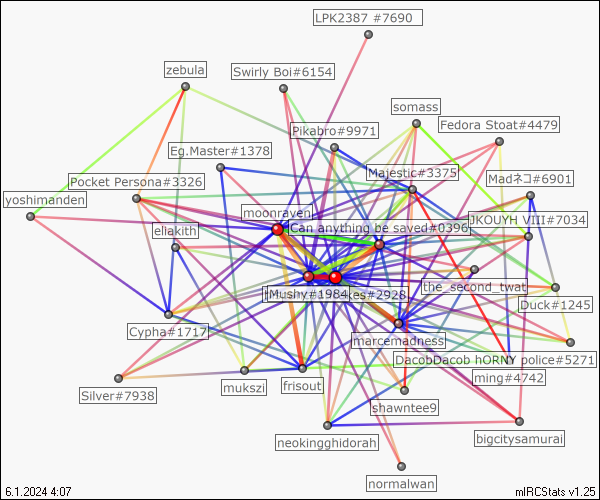 LPK2387 #7690
zebula
Swirly Boi#6154
somass
Fedora Stoat#4479
Pikabro#9971
Eg.Master#1378
Majestic#3375
Madネコ#6901
Pocket Persona#3326
yoshimanden
moonraven
JKOUYH VIII#7034
Can anything be saved#0396
eliakith
the_second_twat
Mushy#1984
kes#2928
Duck#1245
Cypha#1717
marcemadness
DacobDacob hORNY police#5271
ming#4742
mukszi
frisout
Silver#7938
shawntee9
neokingghidorah
bigcitysamurai
normalwan
6.1.2024 4:07
mIRCStats v1.25